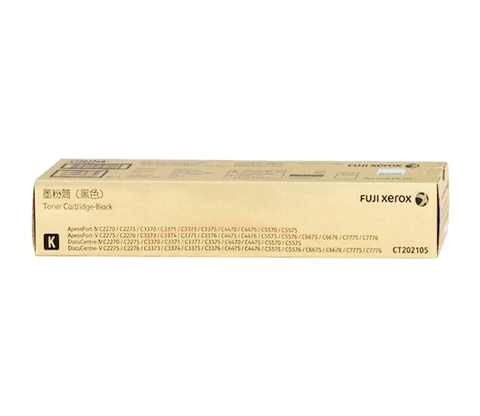 墨粉筒（黑色）
Toner Cartridge-Black
FUJI xerox
K
ApeosPort-Ⅳ C2270 / C2275 / C3370 / C3371 / C3373 / C3375 / C4470 / C4475 / C5570 / C5575
ApeosPort-Ⅴ C2275 / C2276 / C3373 / C3374 / C3375 / C3376 / C4475 / C4476 / C5575 / C5576 / C6675 / C6676 / C7775 / C7776
DocuCentre-Ⅳ C2270 / C2275 / C3370 / C3371 / C3373 / C3375 / C4470 / C4475 / C5570 / C5575
DocuCentre-Ⅴ C2275 / C2276 / C3373 / C3374 / C3375 / C3376 / C4475 / C4476 / C5575 / C5576 / C6675 / C6676 / C7775 / C7776
CT202105